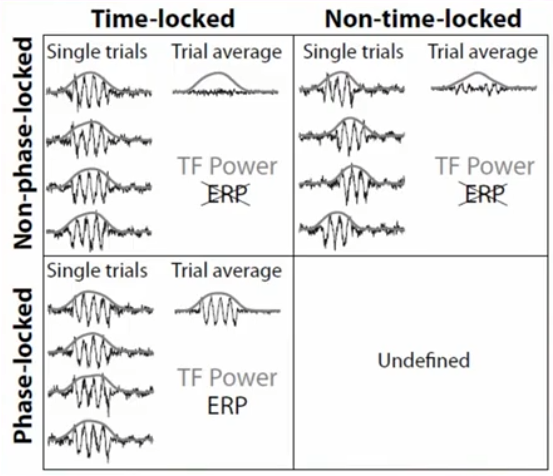 Time-locked
Non-time-locked
Non-phase-locked
Single trials
Trial average
TF Power
ERP
Single trials
Trial average
TF Power
ERP
Phase-locked
Single trials
Trial average
TF Power
ERP
Undefined